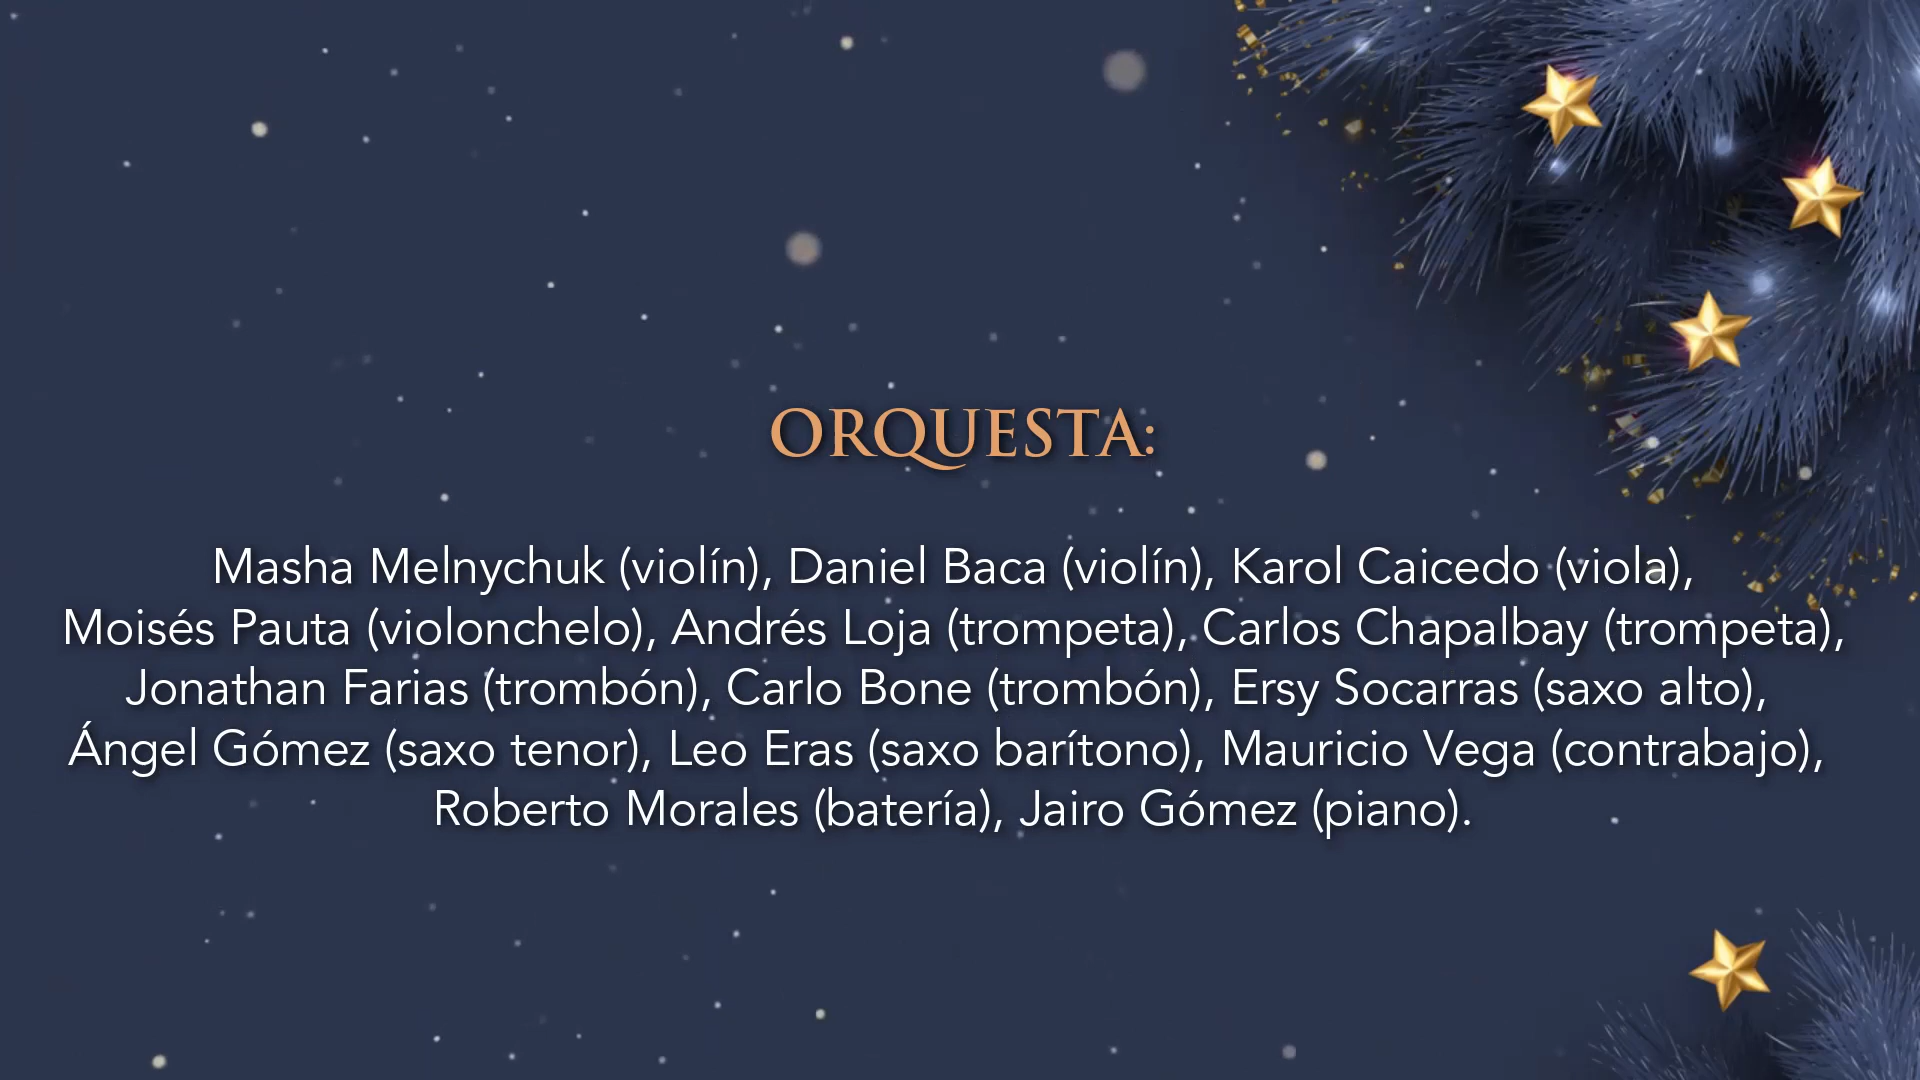 ORQUESTA:
Masha Melnychuk (violín), Daniel Baca (violín), Karol Caicedo (viola),
Moisés Pauta (violonchelo), Andrés Loja (trompeta), Carlos Chapalbay (trompeta),
Jonathan Farias (trombón), Carlo Bone (trombón), Ersy Socarras (saxo alto),
Ángel Gómez (saxo tenor), Leo Eras (saxo barítono), Mauricio Vega (contrabajo),
Roberto Morales (batería), Jairo Gómez (piano).